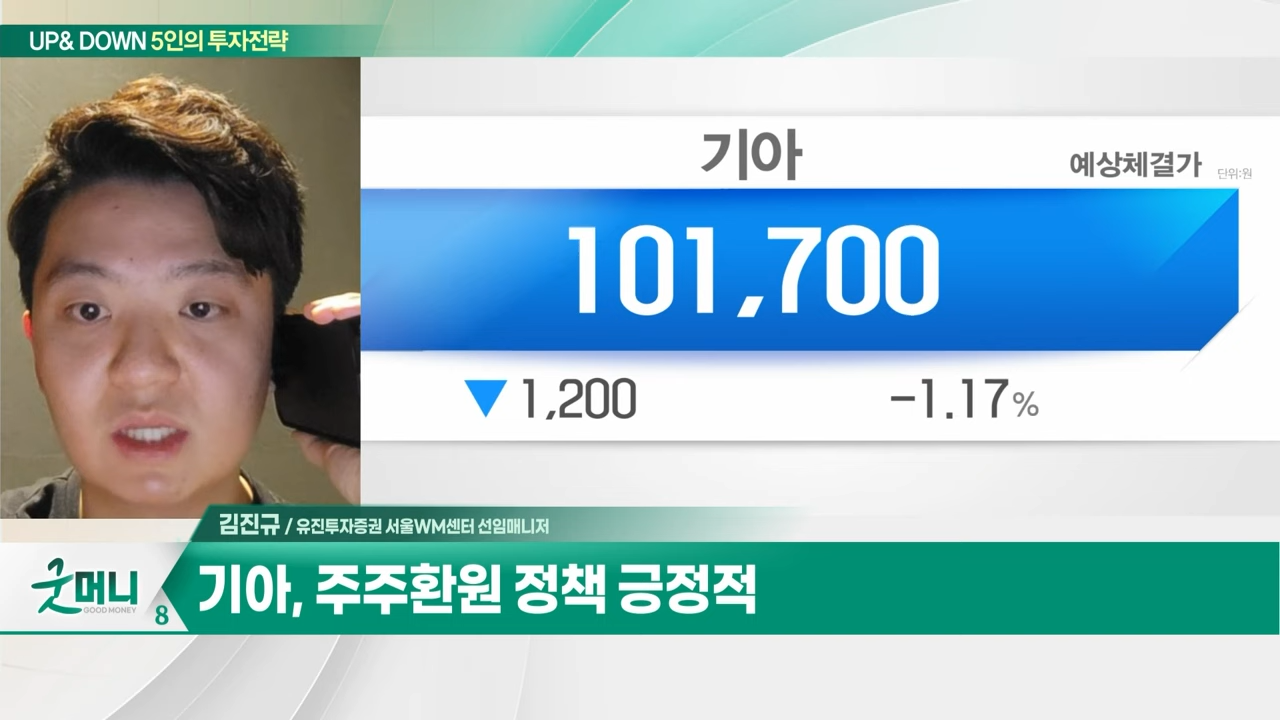 UP& DOWN 5인의 투자전략
기아
예상체결가
단위:원
101,700
▼ 1,200
-1.17%
김진규 / 유진투자증권 서울WM센터 선임매니저
굿머니
GOOD MONEY
8
기아, 주주환원 정책 긍정적